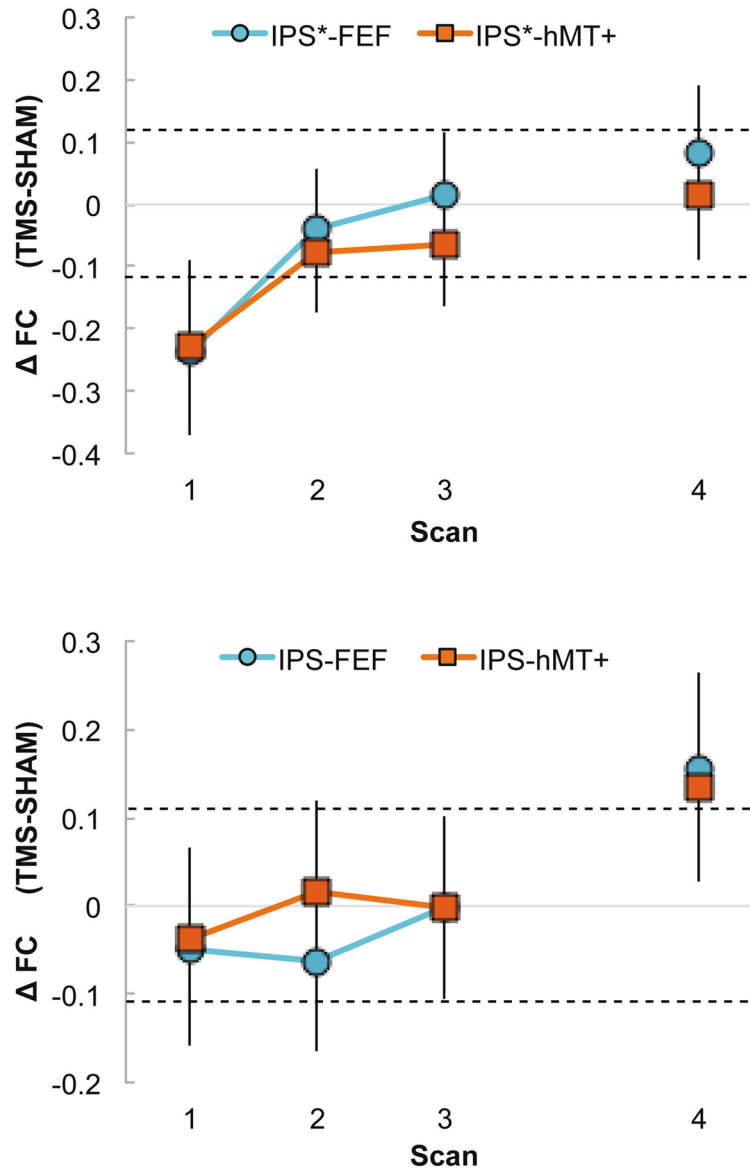 IPS*-FEF IPS*-hMT+
0.3
0.2
0.1
0
-0.1
-0.2
-0.3
-0.4
Δ FC (TMS-SHAM)
1 2 3 4
Scan
IPS-FEF IPS-hMT+
0.3
0.2
0.1
0
-0.1
-0.2
Δ FC (TMS-SHAM)
1 2 3 4
Scan